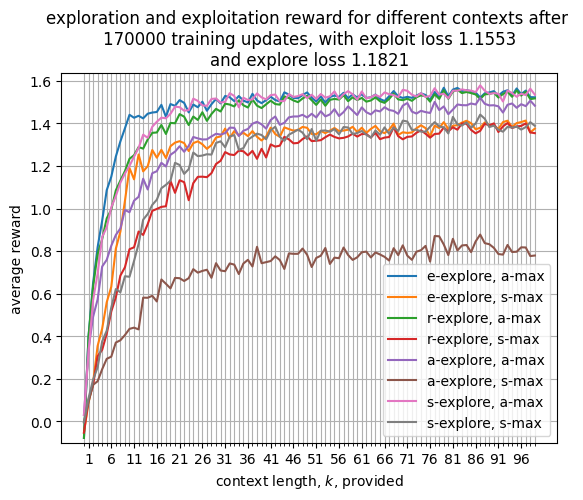 exploration and exploitation reward for different contexts after
170000 training updates, with exploit loss 1.1553
and explore loss 1.1821
average reward
1.6
1.4
1.2
1.0
0.8
0.6
0.4
0.2
0.0
e-explore, a-max
e-explore, s-max
r-explore, a-max
r-explore, s-max
a-explore, a-max
a-explore, s-max
s-explore, a-max
s-explore, s-max
1 6 11 16 21 26 31 36 41 46 51 56 61 66 71 76 81 86 91 96
context length, k, provided